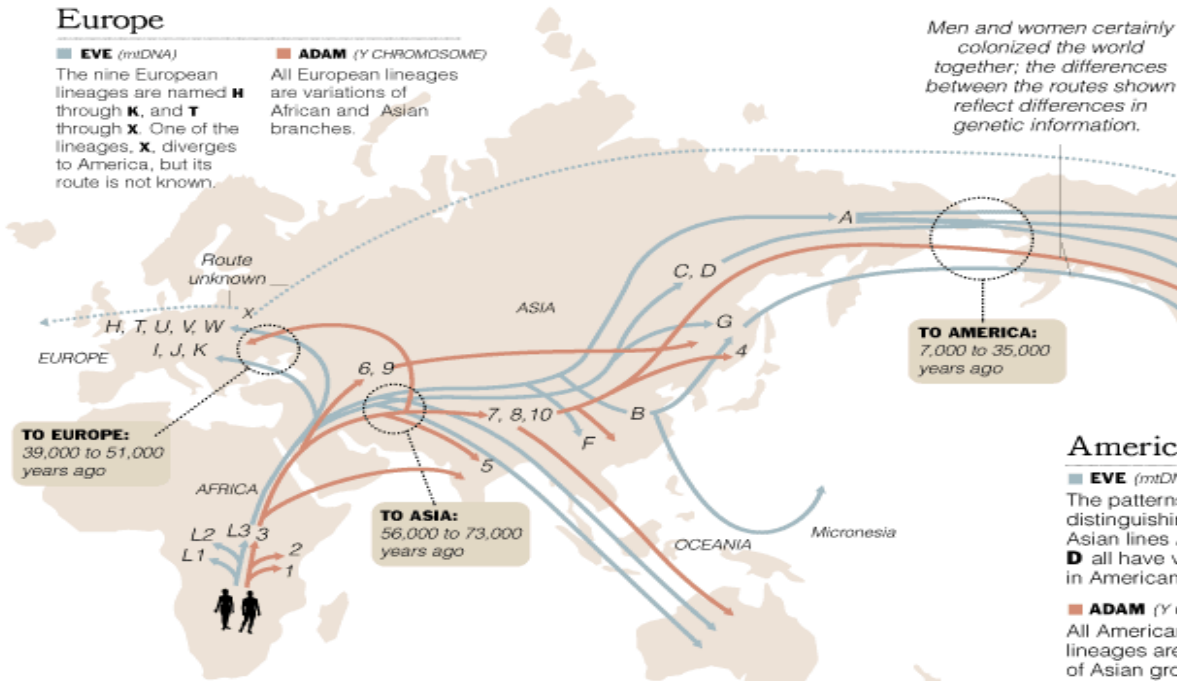 Europe
EVE (mtDNA)
The nine European
lineages are named H
through K, and T
through X. One of the
lineages, X, diverges
to America, but its
route is not known.
ADAM (Y CHROMOSOME)
All European lineages
are variations of
African and Asian
branches.
Men and women certainly
colonized the world
together; the differences
between the routes shown
reflect differences in
genetic information.
Route
unknown
X
H, T, U, V, W
I, J, K
EUROPE
ASIA
A
C, D
G
4
6, 9
7, 8, 10
B
F
5
TO AMERICA:
7,000 to 35,000
years ago
TO EUROPE:
39,000 to 51,000
years ago
AFRICA
TO ASIA:
56,000 to 73,000
years ago
L2
L3
3
L1
2
1
OCEANIA
Micronesia
Americ
EVE (mtDN
The patterns
distinguishin
Asian lines
D all have v
in American
ADAM (Y
All American
lineages are
of Asian gro